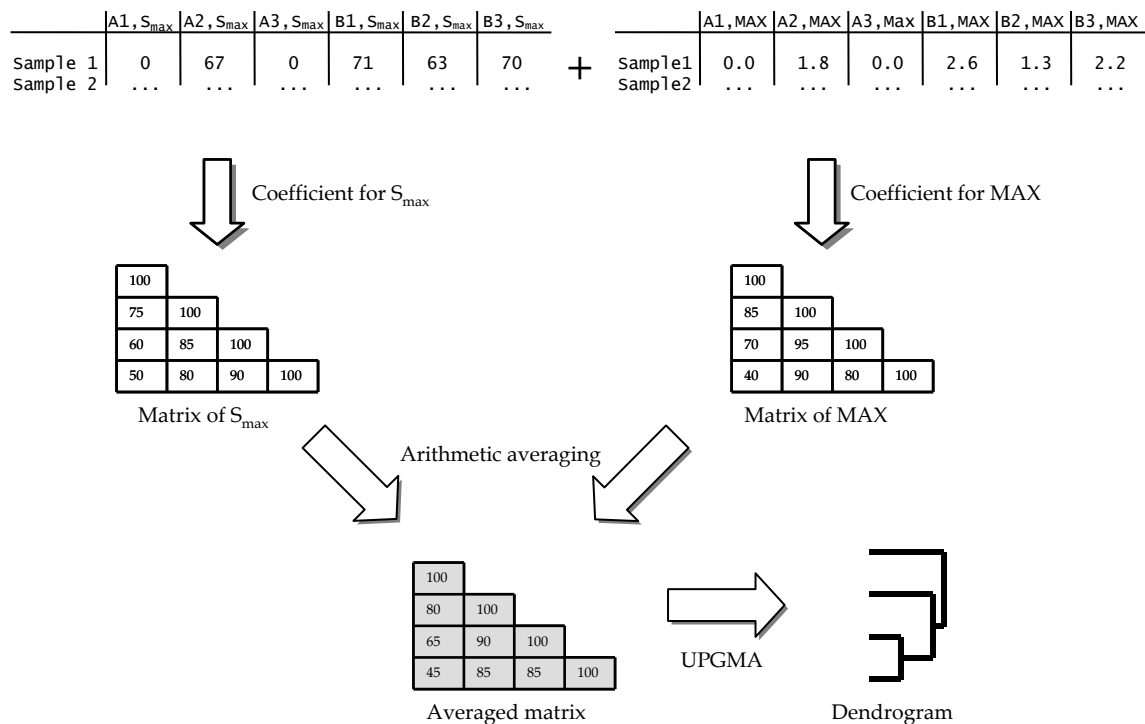 A1,Smax A2,Smax A3,Smax B1,Smax B2,Smax B3,Smax
Sample 1 0 67 0 71 63 70
Sample 2 ... ... ... ... ... ...
+
A1,MAX A2,MAX A3,Max B1,MAX B2,MAX B3,MAX
Sample1 0.0 1.8 0.0 2.6 1.3 2.2
Sample2 ... ... ... ... ... ...
Coefficient for Smax
Coefficient for MAX
100
75 100
60 85 100
50 80 90 100
Matrix of Smax
100
85 100
70 95 100
40 90 80 100
Matrix of MAX
Arithmetic averaging
100
80 100
65 90 100
45 85 85 100
Averaged matrix
UPGMA
Dendrogram